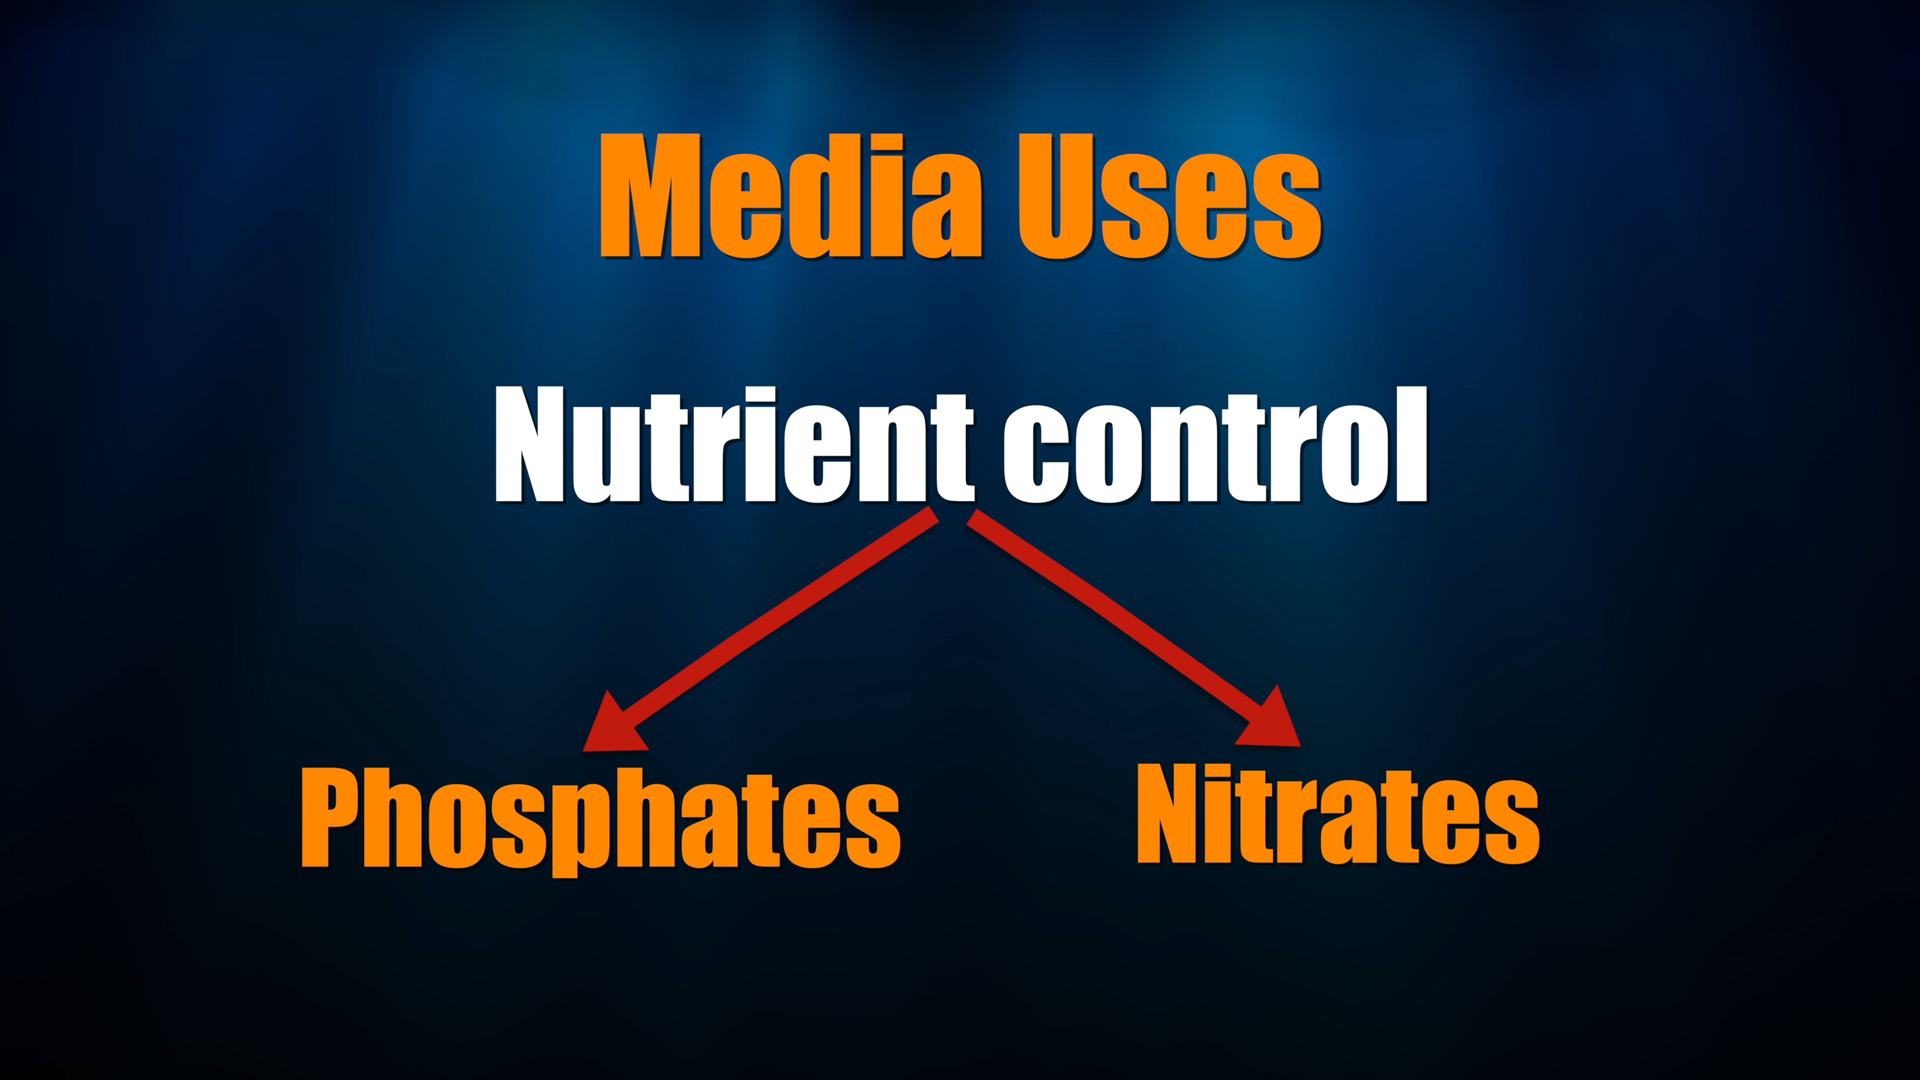 Media Uses
Nutrient control
Phosphates
Nitrates